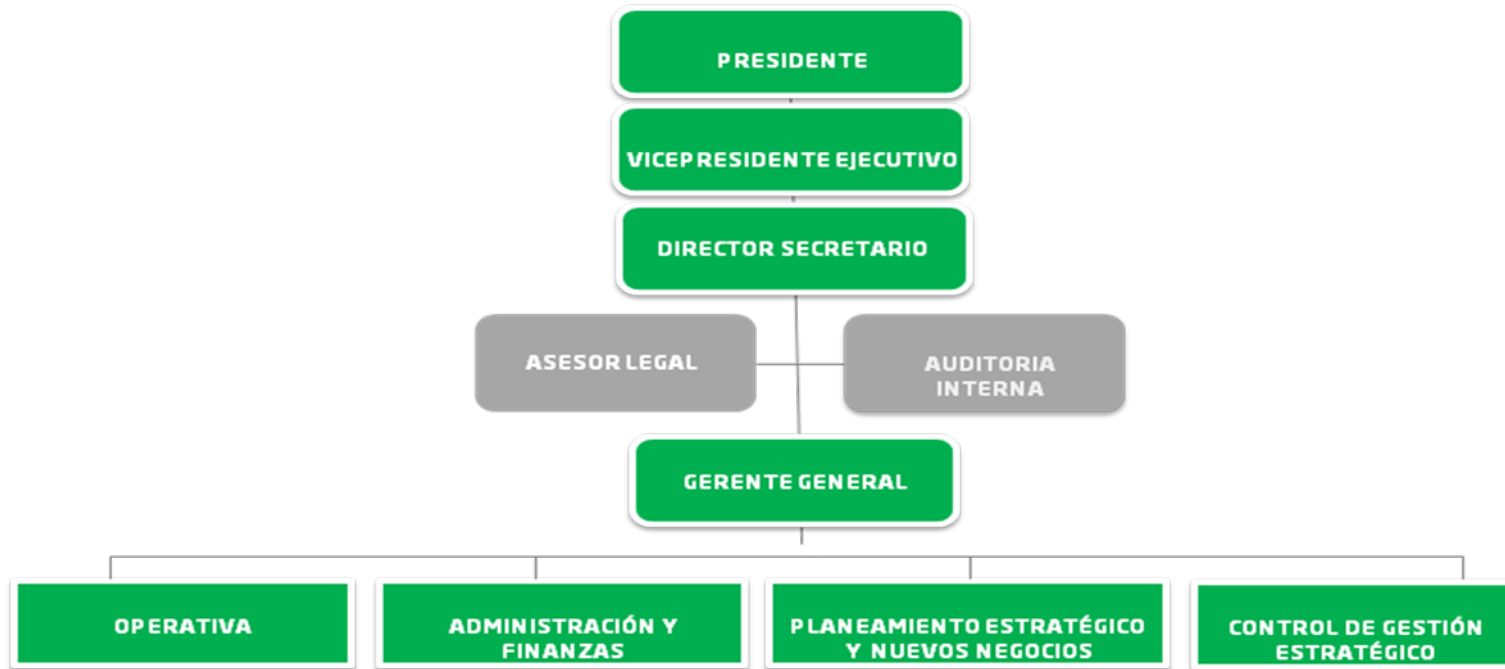 PRESIDENTE
VICEPRESIDENTE EJECUTIVO
DIRECTOR SECRETARIO
ASESOR LEGAL
AUDITORIA
INTERNA
GERENTE GENERAL
OPERATIVA
ADMINISTRACIÓN Y
FINANZAS
PLANEAMIENTO ESTRATÉGICO
Y NUEVOS NEGOCIOS
CONTROL DE GESTIÓN
ESTRATÉGICO